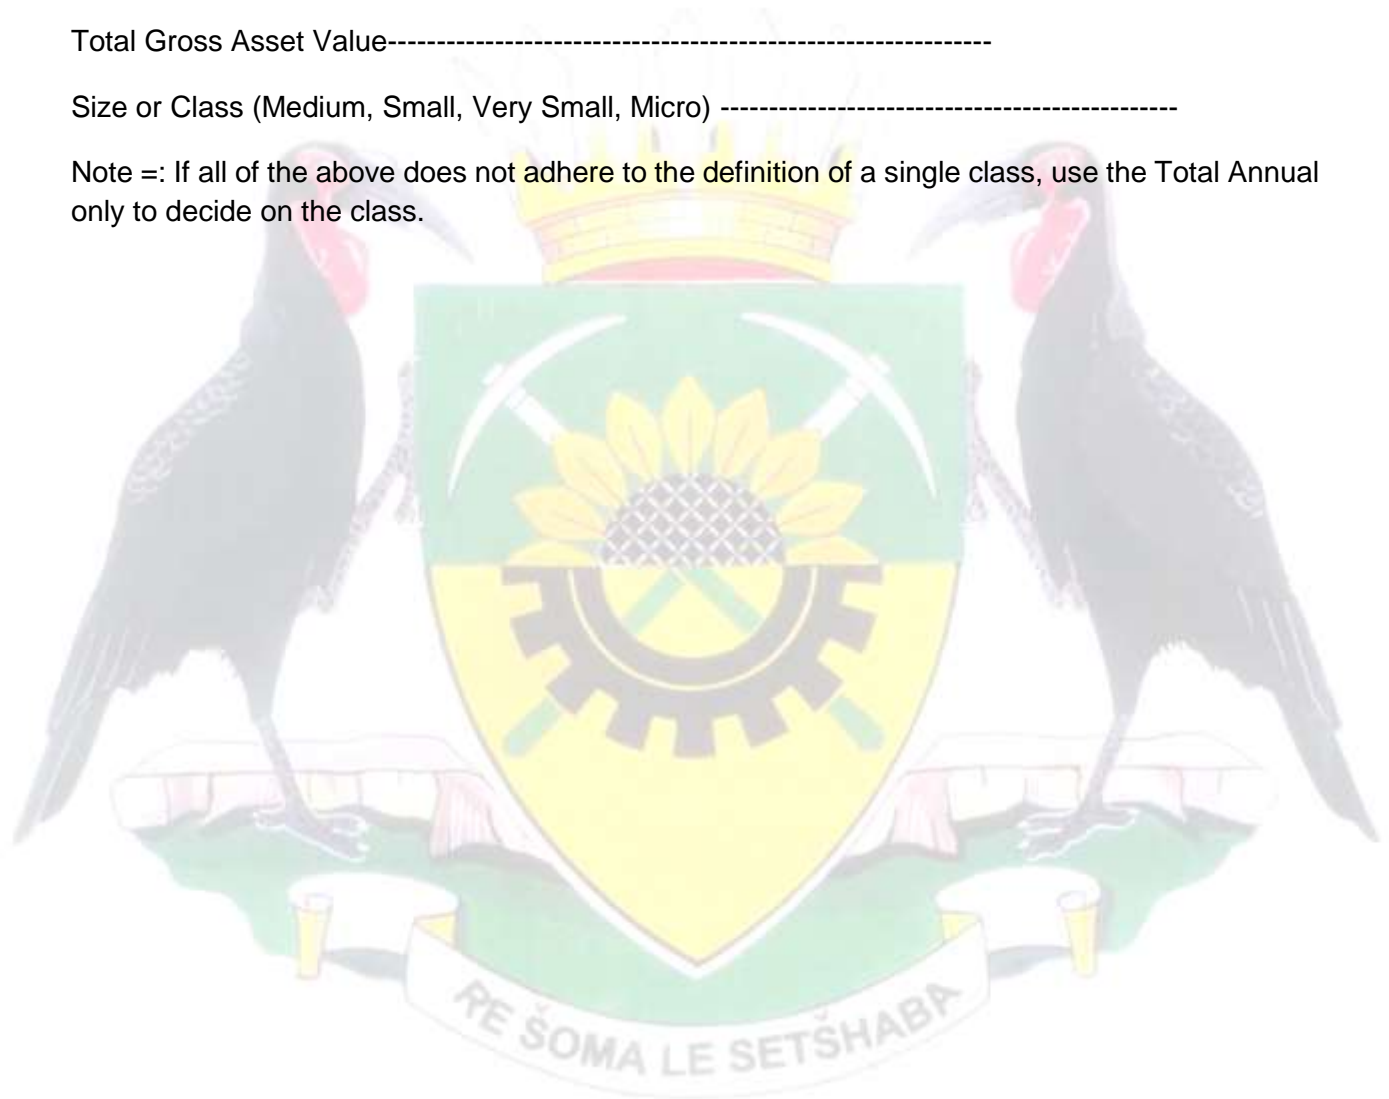 Total Gross Asset Value--------------------------------------------------------------
Size or Class (Medium, Small, Very Small, Micro) -----------------------------------------------
Note =: If all of the above does not adhere to the definition of a single class, use the Total Annual
only to decide on the class.
RE ŠOMA LE SETŠHABA